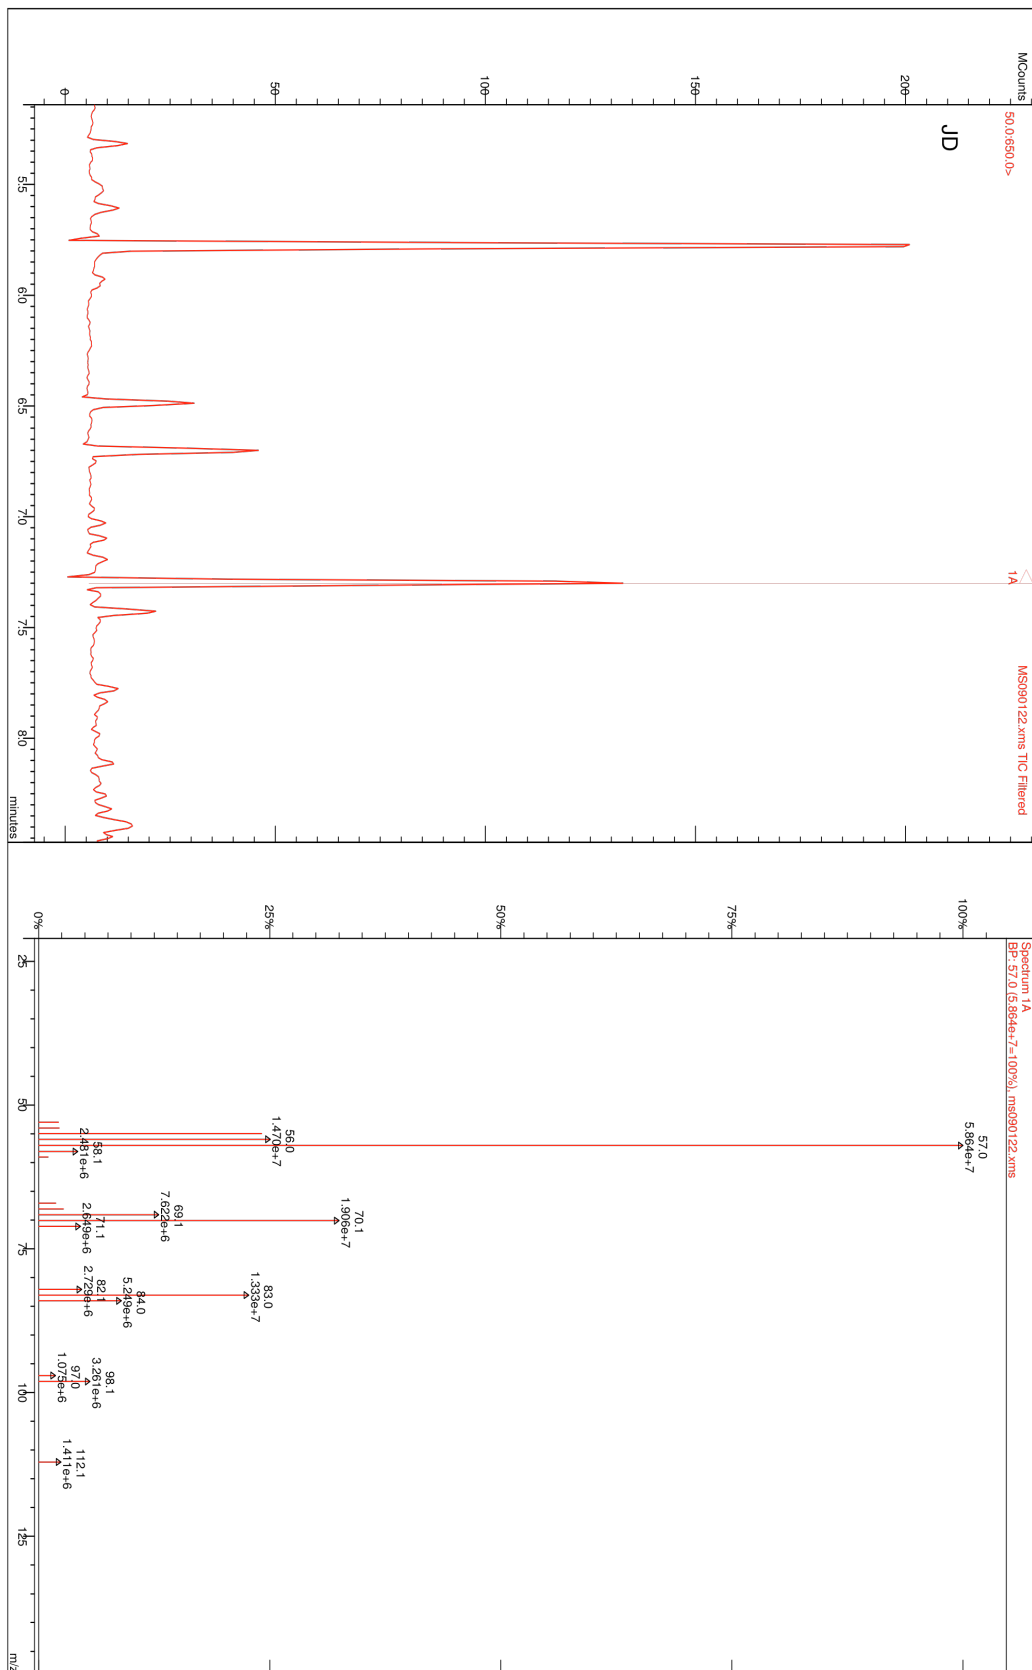 MCounts
50.0:650.0>
MS090122.xms TIC Filtered
JD
1A
200
150
100
50
0
5.5
6.0
6.5
7.0
7.5
8.0
minutes
Spectrum 1A
BP: 57.0 (5.864e+7=100%), ms090122.xms
100%
75%
50%
25%
0%
57.0
5.864e+7
56.0
1.470e+7
58.1
2.481e+6
70.1
1.906e+7
69.1
7.622e+6
71.1
2.649e+6
83.0
1.333e+7
84.0
5.249e+6
82.1
2.729e+6
98.1
3.261e+6
97.0
1.075e+6
112.1
1.411e+6
25
50
75
100
125
m/z